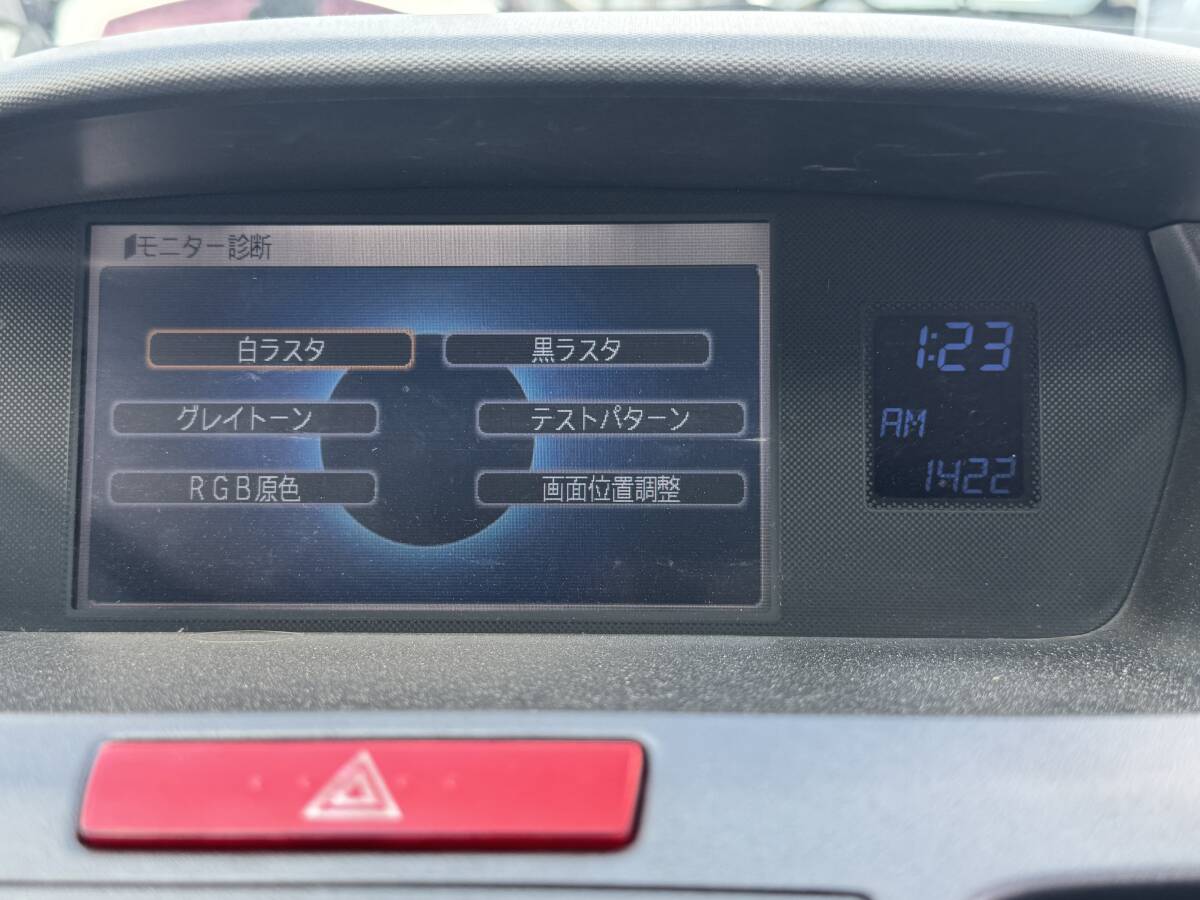 モニター診断
白ラスタ
黒ラスタ
グレイトーン
テストパターン
RGB原色
画面位置調整
1:23
AM
1422